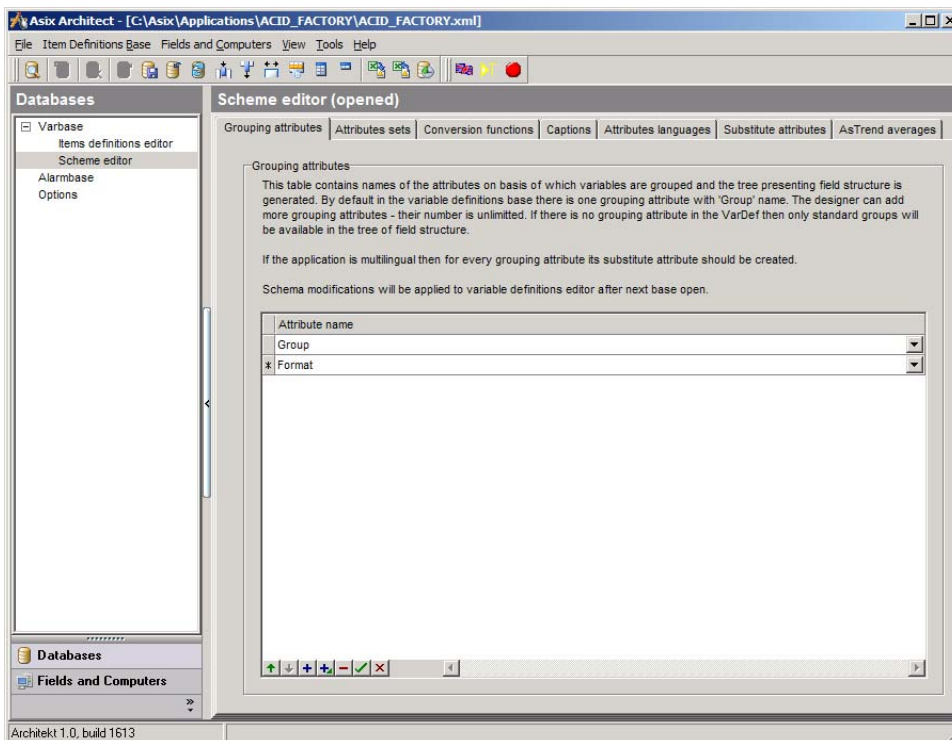 Asix Architect - [C:\Asix\Applications\ACID_FACTORY\ACID_FACTORY.xml]
File Item Definitions Base Fields and Computers View Tools Help
Databases
Scheme editor (opened)
Varbase
Items definitions editor
Scheme editor
Alarmbase
Options
Grouping attributes Attributes sets Conversion functions Captions Attributes languages Substitute attributes AsTrend averages
Grouping attributes
This table contains names of the attributes on basis of which variables are grouped and the tree presenting field structure is
generated. By default in the variable definitions base there is one grouping attribute with 'Group' name. The designer can add
more grouping attributes - their number is unlimitted. If there is no grouping attribute in the VarDef then only standard groups will
be available in the tree of field structure.
If the application is multilingual then for every grouping attribute its substitute attribute should be created.
Schema modifications will be applied to variable definitions editor after next base open.
Attribute name
Group
* Format
Databases
Fields and Computers
Architekt 1.0, build 1613